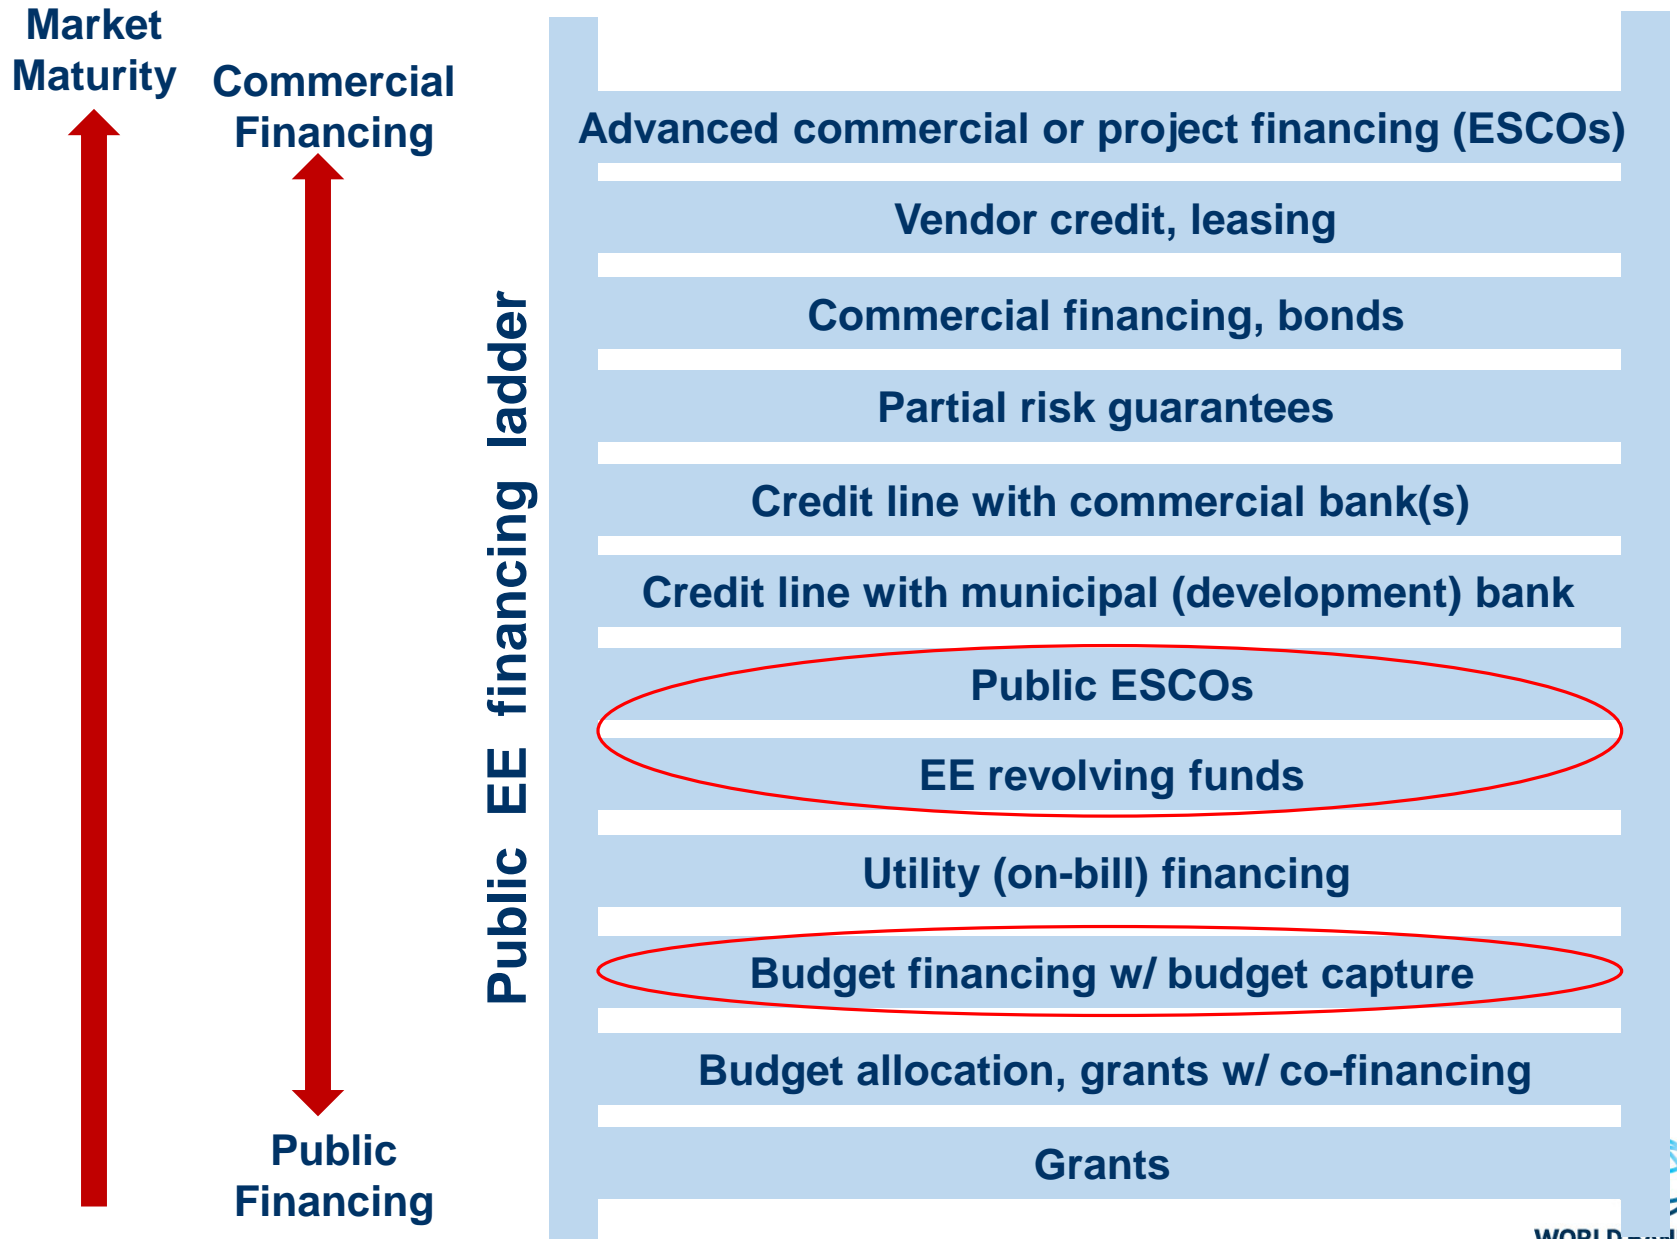 Market
Maturity
Commercial
Financing
Public EE financing ladder
Advanced commercial or project financing (ESCOs)
Vendor credit, leasing
Commercial financing, bonds
Partial risk guarantees
Credit line with commercial bank(s)
Credit line with municipal (development) bank
Public ESCOs
EE revolving funds
Utility (on-bill) financing
Budget financing w/ budget capture
Budget allocation, grants w/ co-financing
Grants
Public
Financing
WORLD